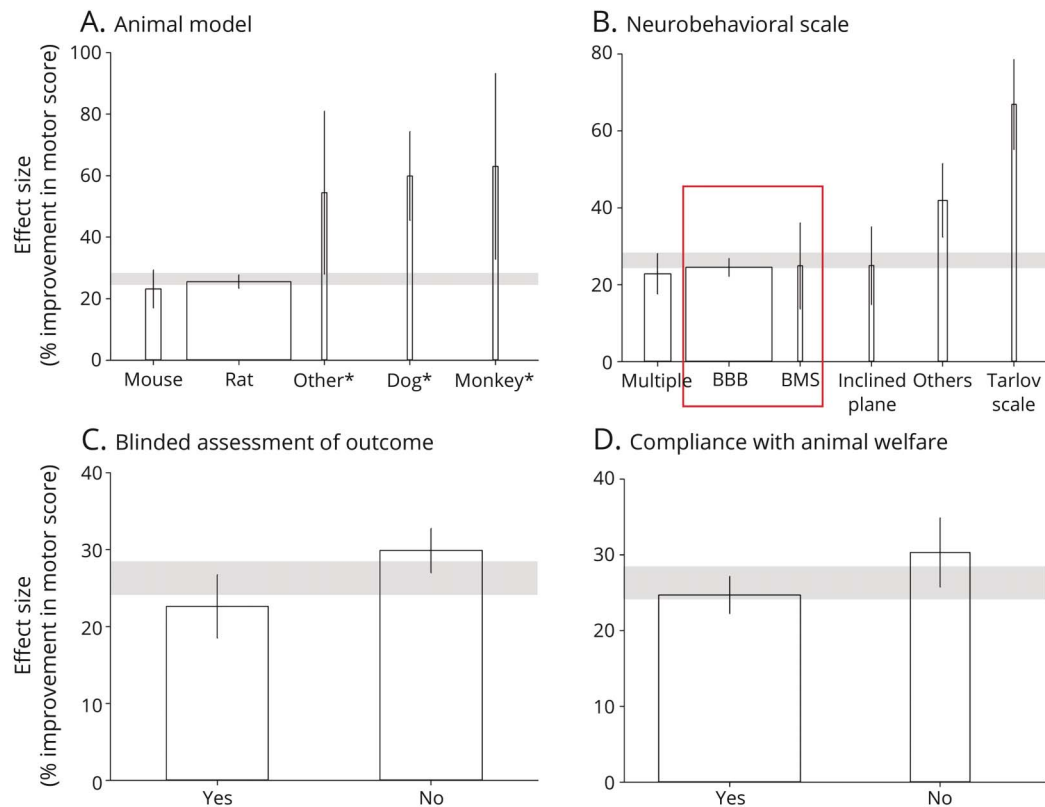 A. Animal model
Effect size
(% improvement in motor score)
100
80
60
40
20
0
Mouse
Rat
Other*
Dog*
Monkey*
B. Neurobehavioral scale
80
60
40
20
0
Multiple
BBB
BMS
Inclined
plane
Others
Tarlov
scale
C. Blinded assessment of outcome
Effect size
(% improvement in motor score)
40
30
20
10
0
Yes
No
D. Compliance with animal welfare
40
30
20
10
0
Yes
No